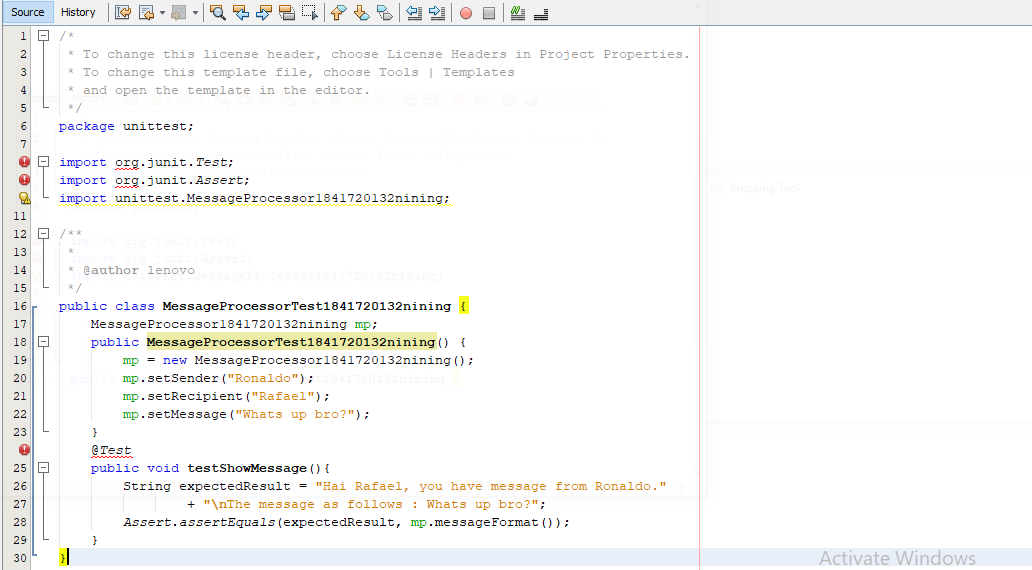 Source History
1 /*
2 * To change this license header, choose License Headers in Project Properties.
3 * To change this template file, choose Tools | Templates
4 * and open the template in the editor.
5 */
6 package unittest;
7
import org.junit.Test;
import org.junit.Assert;
import unittest.MessageProcessor1841720132nining;
11
12 /**
13 *
14 * @author lenovo
15 */
16 public class MessageProcessorTest1841720132nining {
17 MessageProcessor1841720132nining mp;
18 public MessageProcessorTest1841720132nining() {
19 mp = new MessageProcessor1841720132nining();
20 mp.setSender("Ronaldo");
21 mp.setRecipient("Rafael");
22 mp.setMessage("Whats up bro?");
23 }
@Test
25 public void testShowMessage(){
26 String expectedResult = "Hai Rafael, you have message from Ronaldo."
27 + "\nThe message as follows : Whats up bro?";
28 Assert.assertEquals(expectedResult, mp.messageFormat());
29 }
30 }
Snipping Tool
Activate Windows